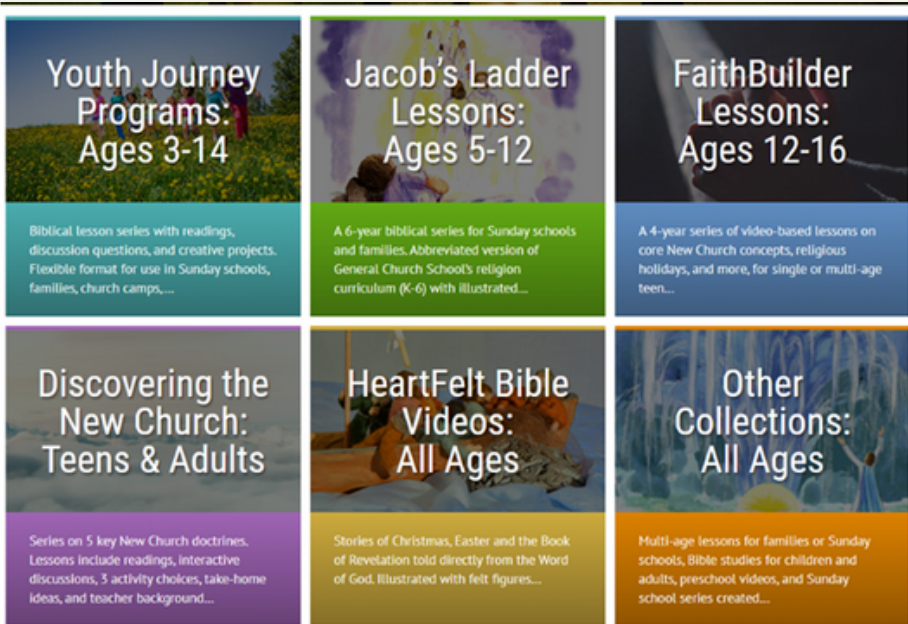 Youth Journey
Programs:
Ages 3-14
Biblical lesson series with readings,
discussion questions, and creative projects.
Flexible format for use in Sunday schools,
families, church camps,...
Jacob's Ladder
Lessons:
Ages 5-12
A 6-year biblical series for Sunday schools
and families. Abbreviated version of
General Church School's religion
curriculum (K-6) with illustrated...
FaithBuilder
Lessons:
Ages 12-16
A 4-year series of video-based lessons on
core New Church concepts, religious
holidays, and more, for single or multi-age
teen...
Discovering the
New Church:
Teens & Adults
Series on 5 key New Church doctrines.
Lessons include readings, interactive
discussions, 3 activity choices, take-home
ideas, and teacher background...
HeartFelt Bible
Videos:
All Ages
Stories of Christmas, Easter and the Book
of Revelation told directly from the Word
of God. Illustrated with felt figures...
Other
Collections:
All Ages
Multi-age lessons for families or Sunday
schools, Bible studies for children and
adults, preschool videos, and Sunday
school series created...